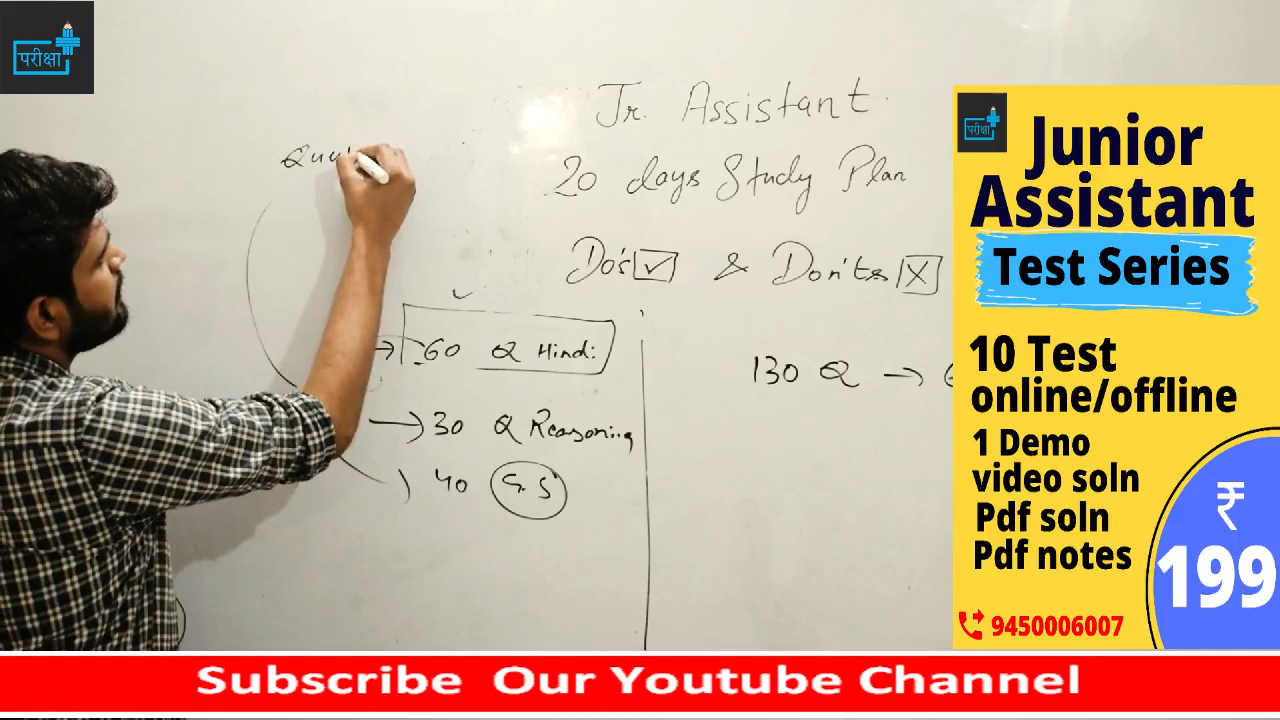 परीक्षा
Jr. Assistant
20 days Study Plan
Do's ✓ & Don'ts X
60 Q Hindi
30 Q Reasoning
40 G.S
130 Q →
परीक्षा
Junior
Assistant
Test Series
10 Test
online/offline
1 Demo
video soln
Pdf soln
Pdf notes
₹
199
9450006007
Subscribe Our Youtube Channel